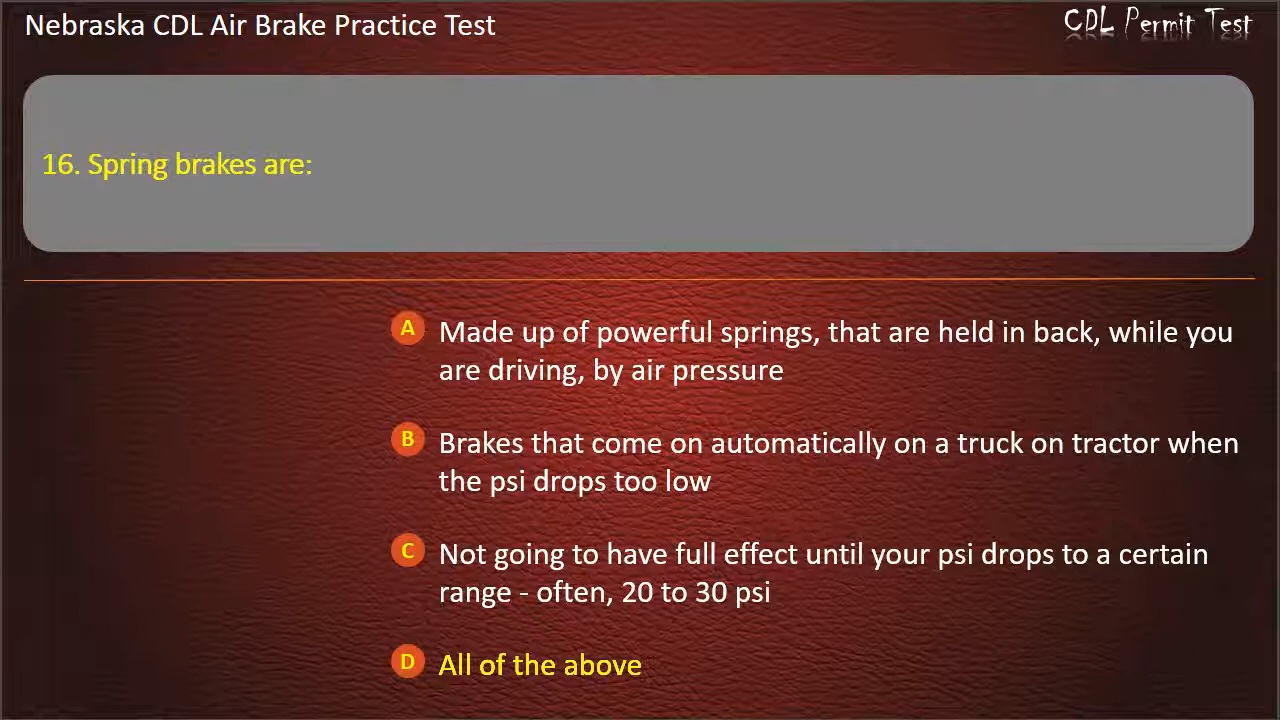 Nebraska CDL Air Brake Practice Test
CDL Permit Test
16. Spring brakes are:
A Made up of powerful springs, that are held in back, while you
are driving, by air pressure
B Brakes that come on automatically on a truck on tractor when
the psi drops too low
C Not going to have full effect until your psi drops to a certain
range - often, 20 to 30 psi
D All of the above